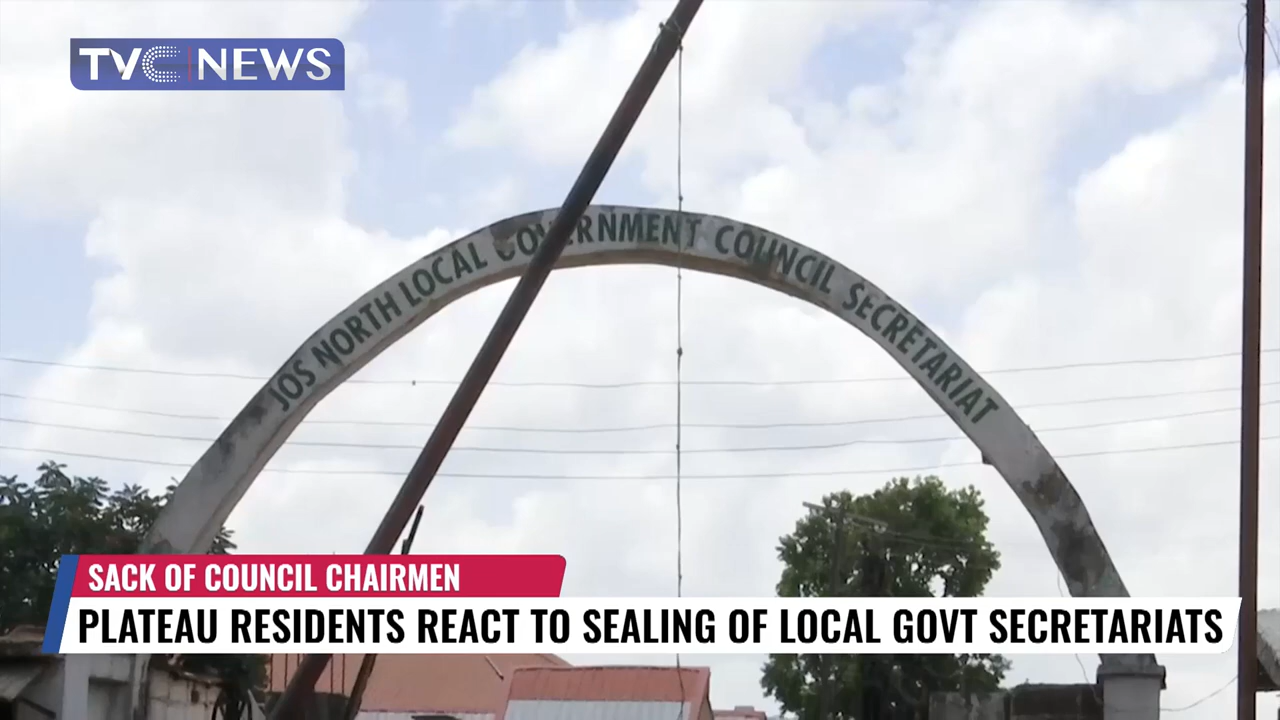 TVC NEWS
JOS NORTH LOCAL GOVERNMENT COUNCIL SECRETARIAT
SACK OF COUNCIL CHAIRMEN
PLATEAU RESIDENTS REACT TO SEALING OF LOCAL GOVT SECRETARIATS